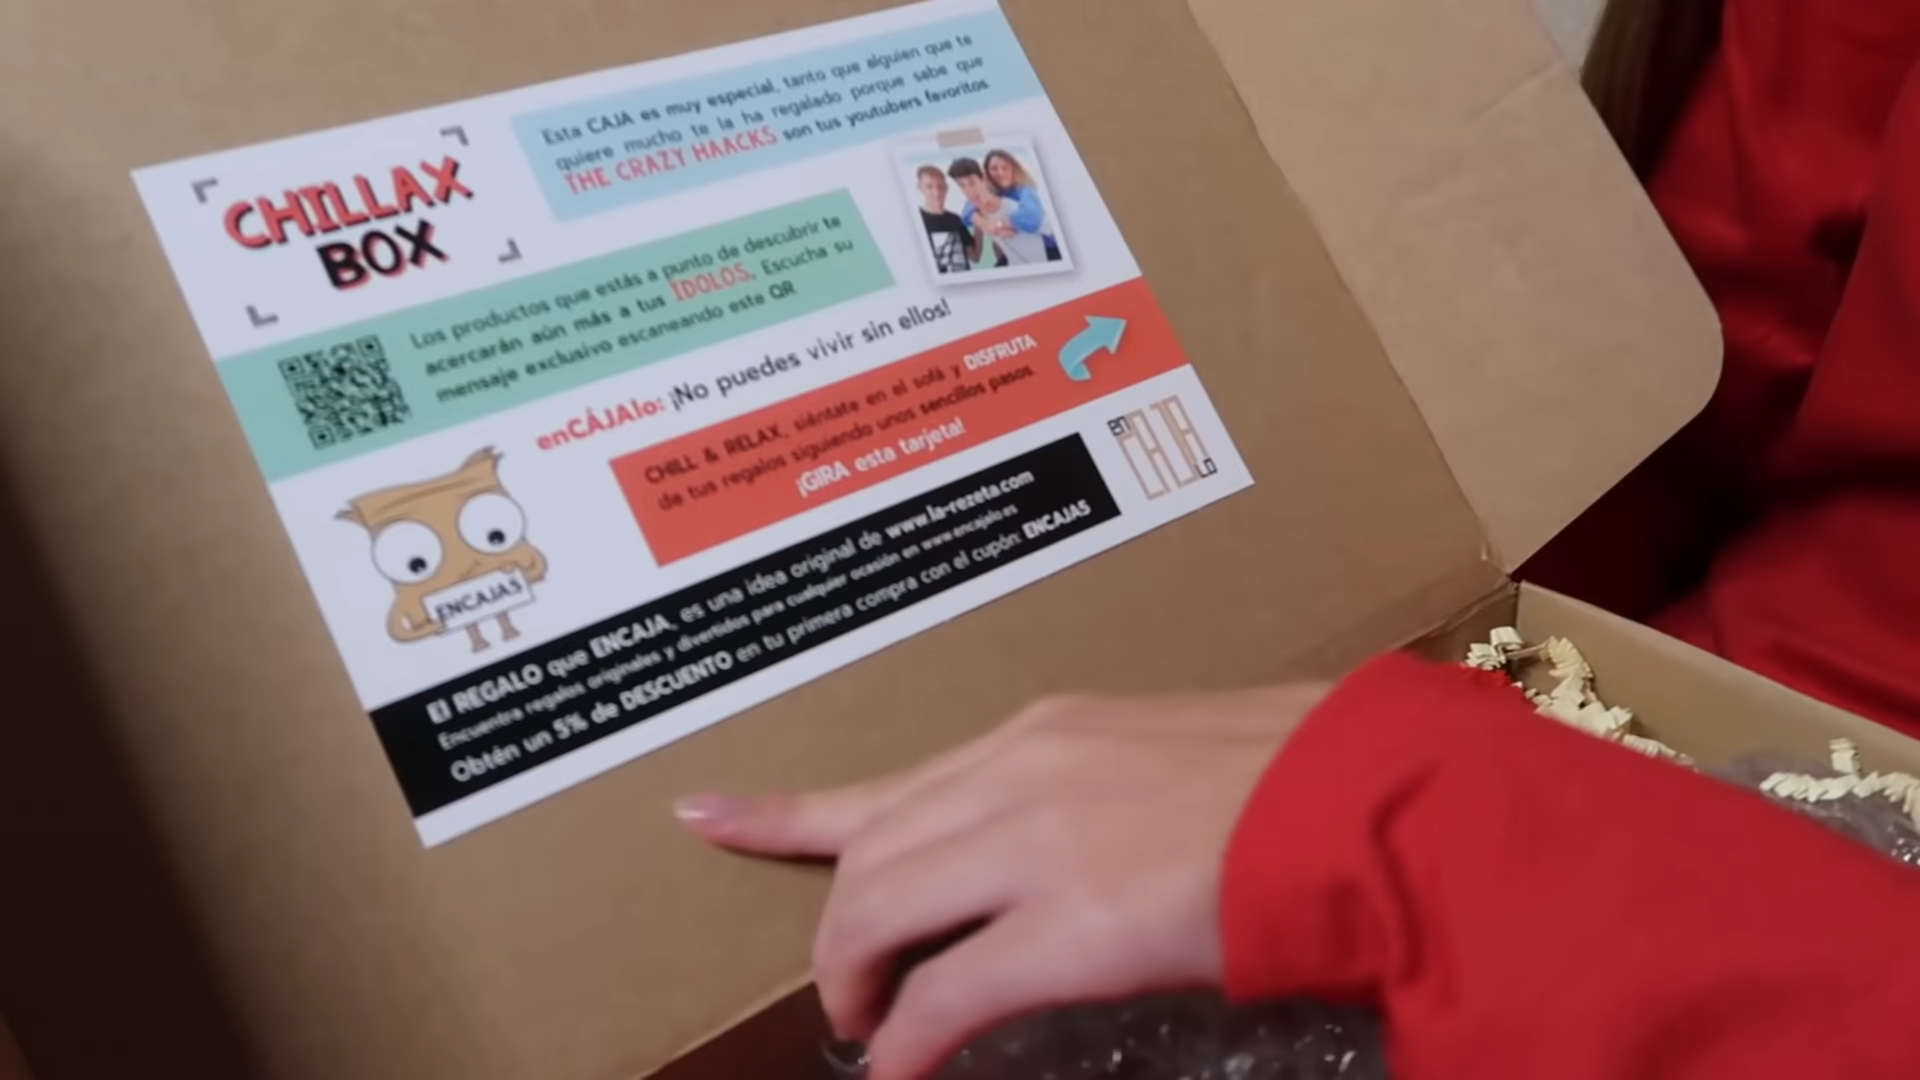 CHILLAX
BOX
Esta CAJA es muy especial, tanto que alguien que te
quiere mucho te la ha regalado porque sabe que
THE CRAZY HAACKS son tus youtubers favoritos
Los productos que estás a punto de descubrir te
acercarán aún más a tus ÍDOLOS. Escucha su
mensaje exclusivo escaneando este QR
enCÁJAlo: ¡No puedes vivir sin ellos!
CHILL & RELAX, siéntate en el sofá y DISFRUTA
de tus regalos siguiendo unos sencillos pasos
¡GIRA esta tarjeta!
ENCAJA5
El REGALO que ENCAJA, es una idea original de www.la-rezeta.com
Encuentra regalos originales y divertidos para cualquier ocasión en www.encajalo.es
Obtén un 5% de DESCUENTO en tu primera compra con el cupón: ENCAJA5
en
CAJA
LO